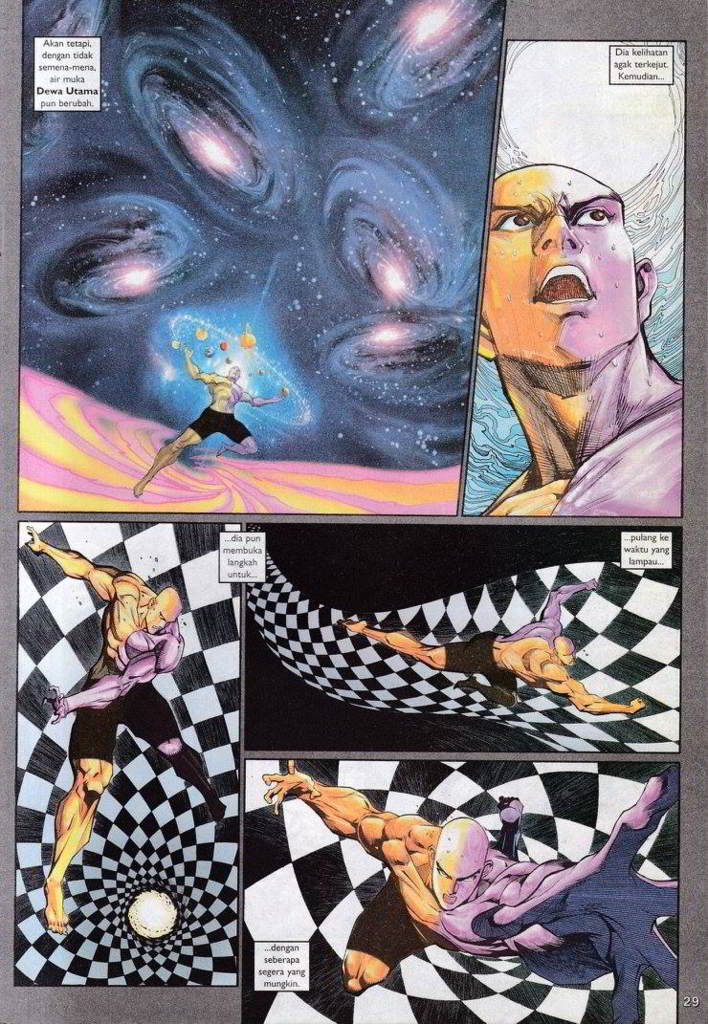 Akan tetapi,
dengan tidak
semena-mena,
air muka
Dewa Utama
pun berubah.
Dia kelihatan
agak terkejut.
Kemudian...
...dia pun
membuka
langkah
untuk...
...pulang ke
waktu yang
lampau...
...dengan
seberapa
segera yang
mungkin.
29